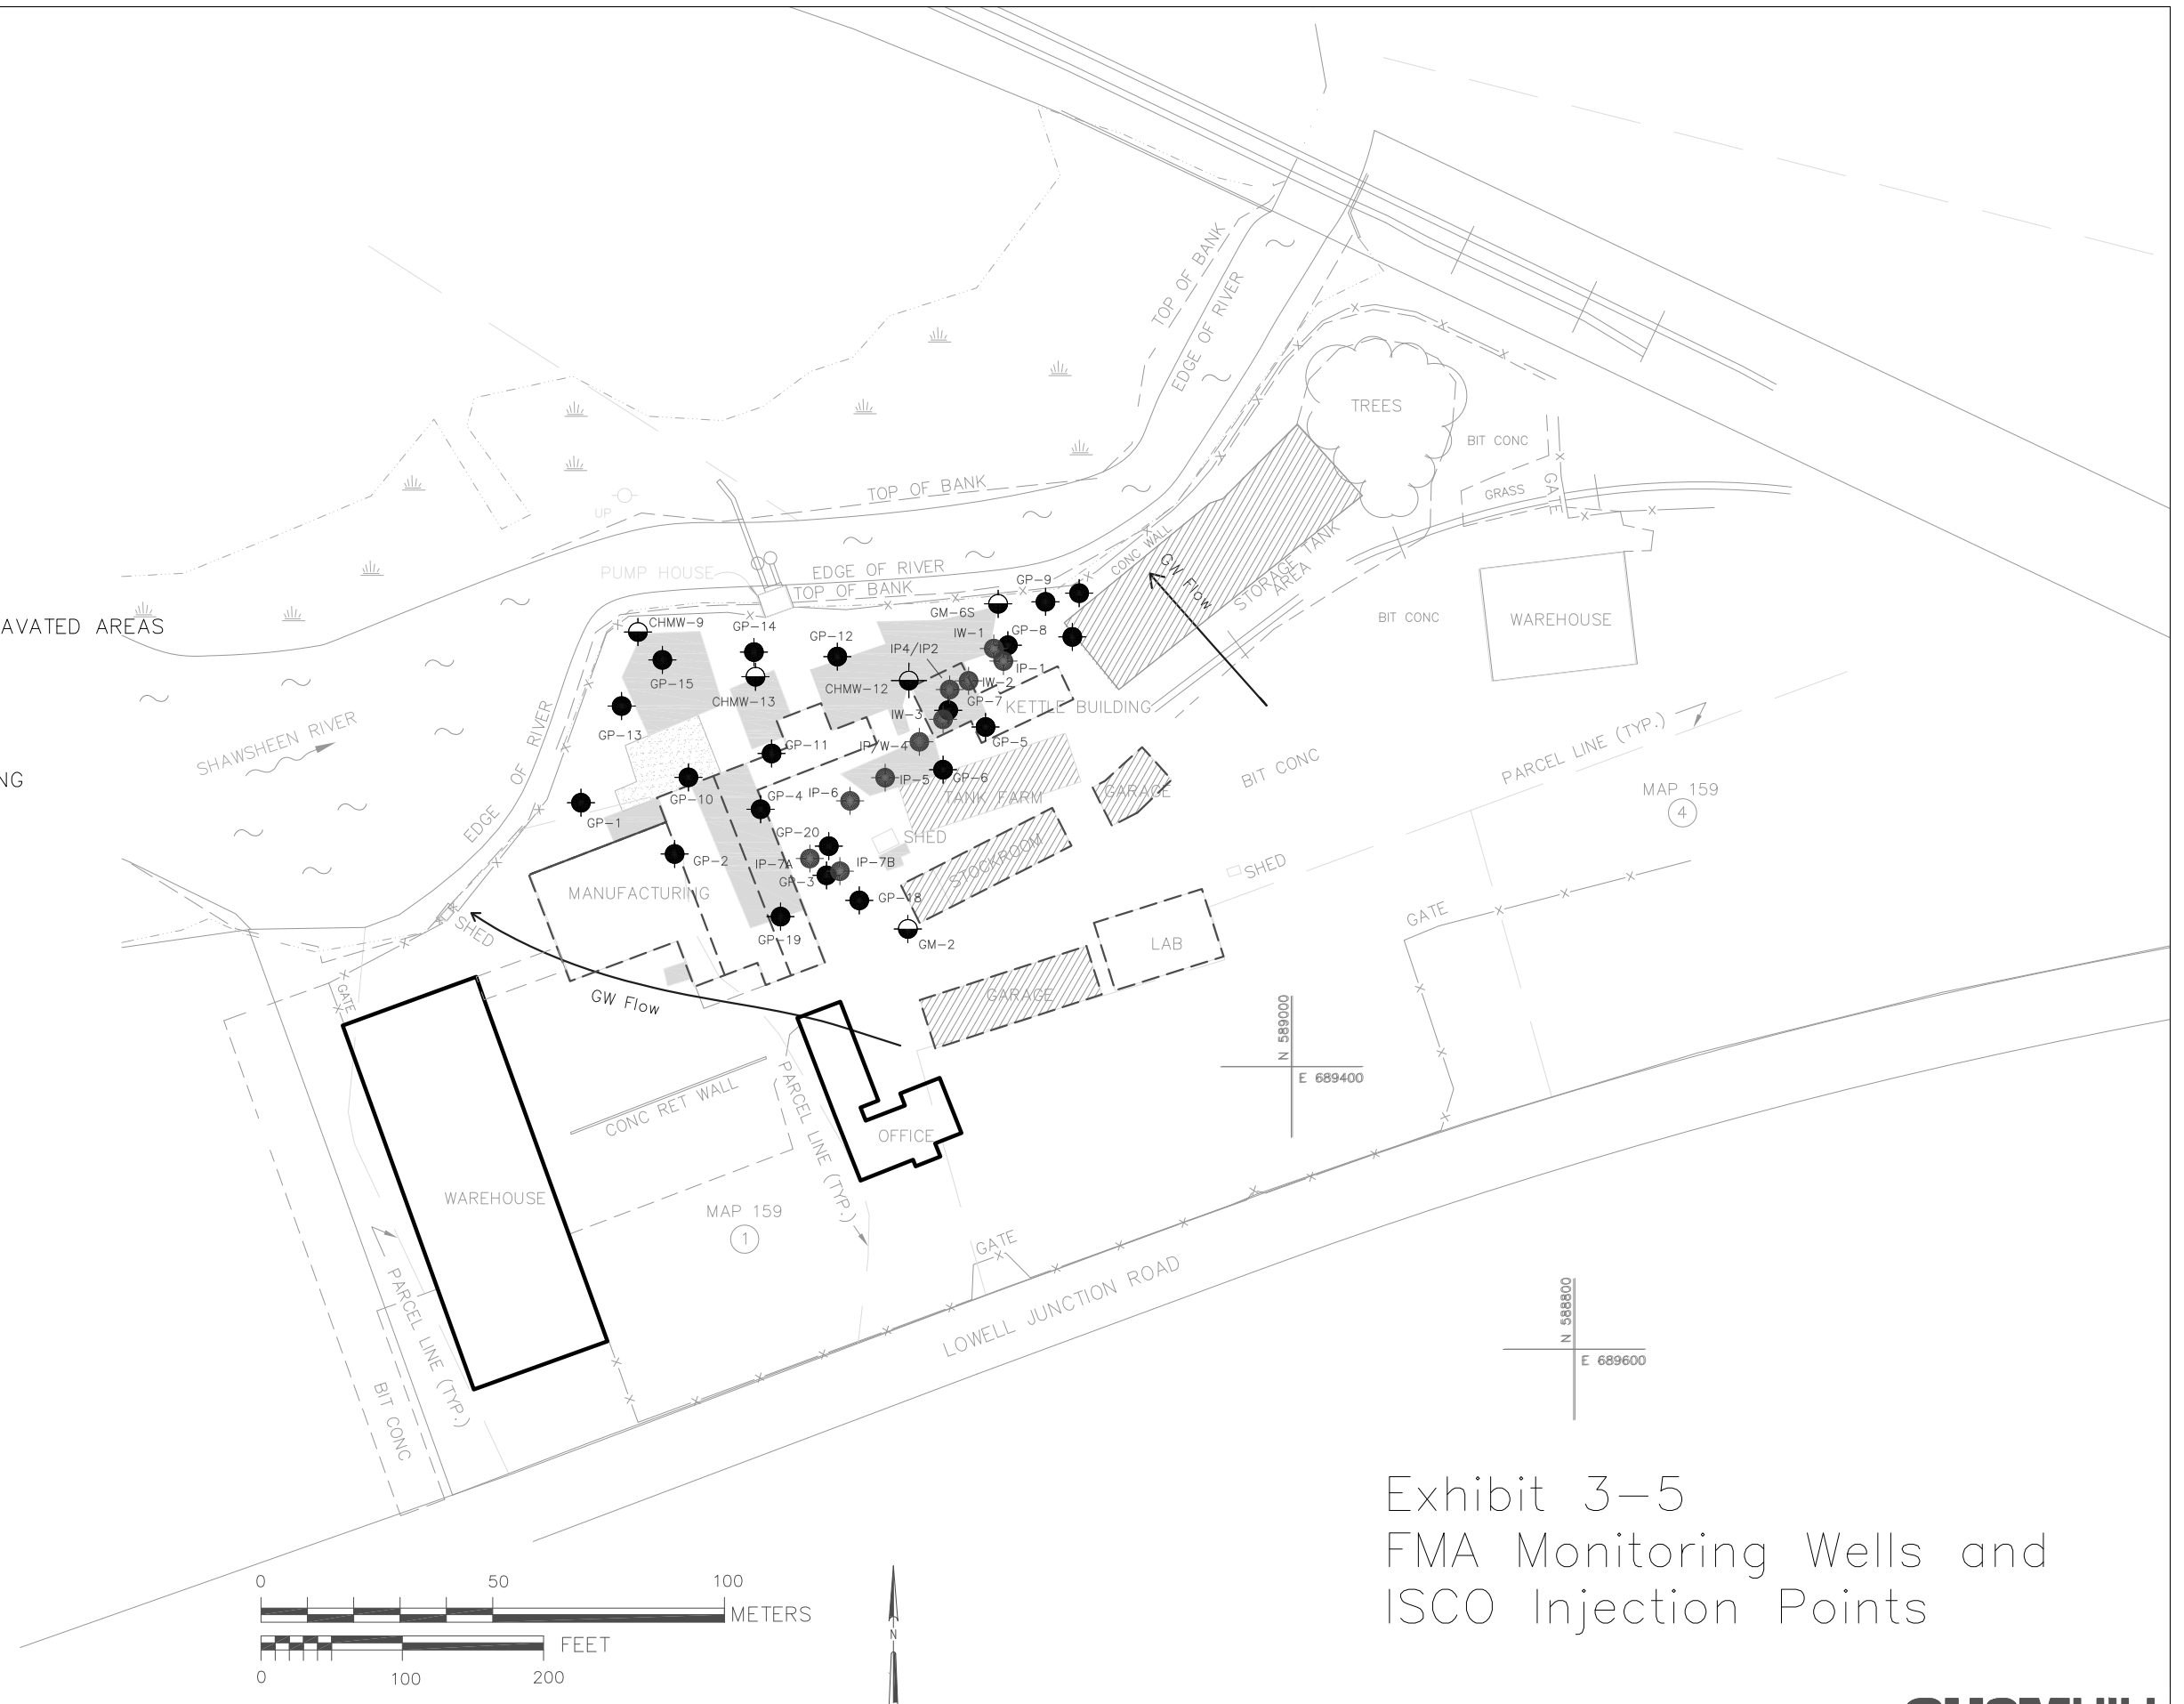 TOP OF BANK
EDGE OF RIVER
TREES
BIT CONC
GRASS
GATE
TOP OF BANK
UP
CONC WALL
GW Flow
STORAGE TANK
AREA
PUMP HOUSE
EDGE OF RIVER
TOP OF BANK
GP-9
GM-6S
BIT CONC
WAREHOUSE
AVATED AREAS
CHMW-9
GP-14
GP-12
IW-1
GP-8
IP4/IP2
IP-1
GP-15
CHMW-13
CHMW-12
IW-2
GP-7
KETTLE BUILDING
IW-3
GP-13
SHAWSHEEN RIVER
EDGE OF RIVER
GP-11
IP/W-4
GP-5
PARCEL LINE (TYP.)
NG
IP-5
GP-6
BIT CONC
MAP 159
4
GP-10
GP-4
IP-6
TANK FARM
GARAGE
GP-1
GP-20
SHED
GP-2
IP-7A
IP-7B
GP-3
STOCKROOM
SHED
MANUFACTURING
GP-18
GATE
SHED
GP-19
GM-2
LAB
GATE
GW Flow
GARAGE
N 589000
E 689400
CONC RET WALL
PARCEL LINE (TYP.)
OFFICE
WAREHOUSE
MAP 159
1
GATE
LOWELL JUNCTION ROAD
PARCEL LINE (TYP.)
BIT CONC
N 588800
E 689600
Exhibit 3-5
FMA Monitoring Wells and
ISCO Injection Points
0 50 100
METERS
FEET
0 100 200
N